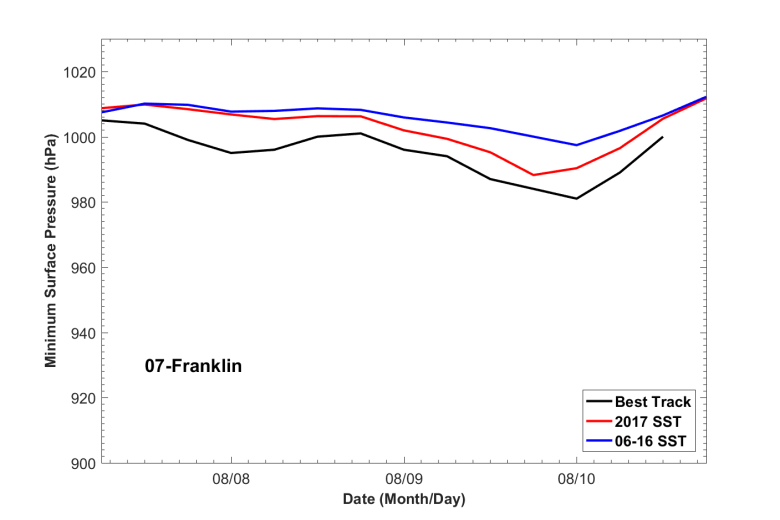 1020
1000
980
960
940
920
900
Minimum Surface Pressure (hPa)
07-Franklin
Best Track
2017 SST
06-16 SST
08/08
08/09
08/10
Date (Month/Day)